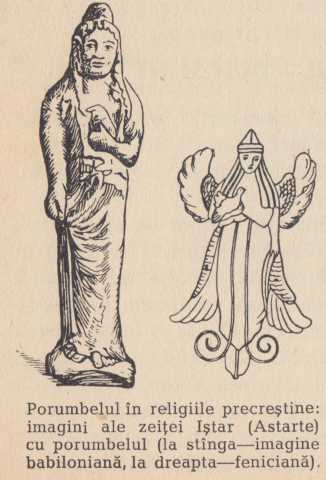 Porumbelul în religiile precreştine:
imagini ale zeiţei Iştar (Astarte)
cu porumbelul (la stînga—imagine
babiloniană, la dreapta—feniciană).